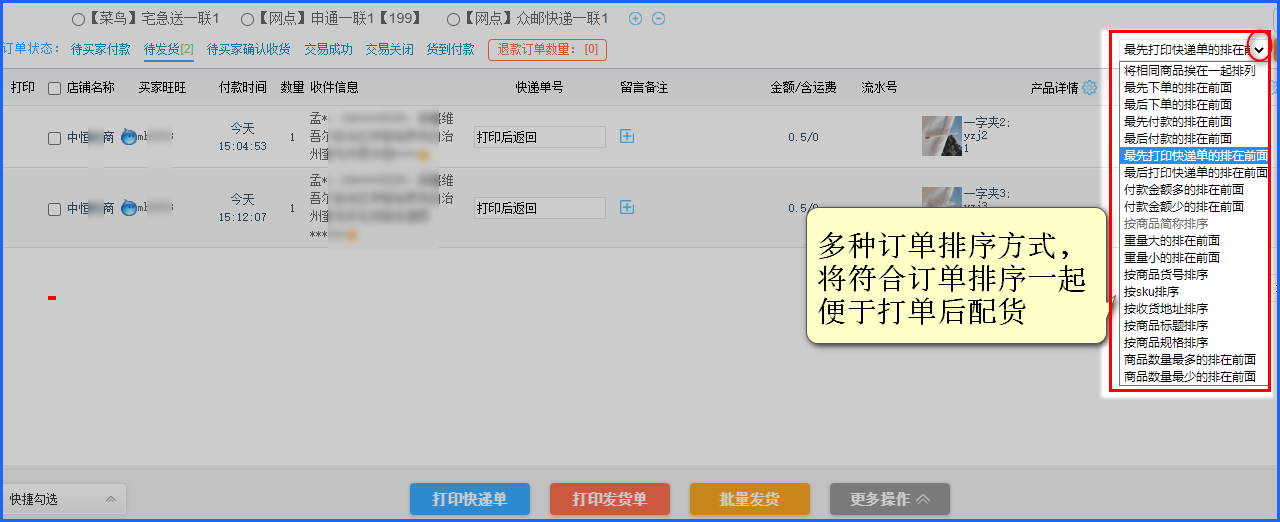 【菜鸟】宅急送一联1 【网点】申通一联1【199】 【网点】众邮快递一联1
订单状态： 待买家付款 待发货[2] 待买家确认收货 交易成功 交易关闭 货到付款 退款订单数量： [0]
最先打印快递单的排在前
打印 店铺名称 买家旺旺 付款时间 数量 收件信息 快递单号 留言备注 金额/含运费 流水号 产品详情
中恒 商
今天
15:04:53
1
孟* 维
吾尔 治
州
打印后返回
0.5/0
一字夹2;
yzj2
1
中恒 商
今天
15:12:07
1
孟* 维
吾尔 治
州
***
打印后返回
0.5/0
一字夹3;
yzj3
将相同商品挨在一起排列
最先下单的排在前面
最后下单的排在前面
最先付款的排在前面
最后付款的排在前面
最先打印快递单的排在前面
最后打印快递单的排在前面
付款金额多的排在前面
付款金额少的排在前面
按商品简称排序
重量大的排在前面
重量小的排在前面
按商品货号排序
按sku排序
按收货地址排序
按商品标题排序
按商品规格排序
商品数量最多的排在前面
商品数量最少的排在前面
多种订单排序方式，
将符合订单排序一起
便于打单后配货
快捷勾选
打印快递单 打印发货单 批量发货 更多操作